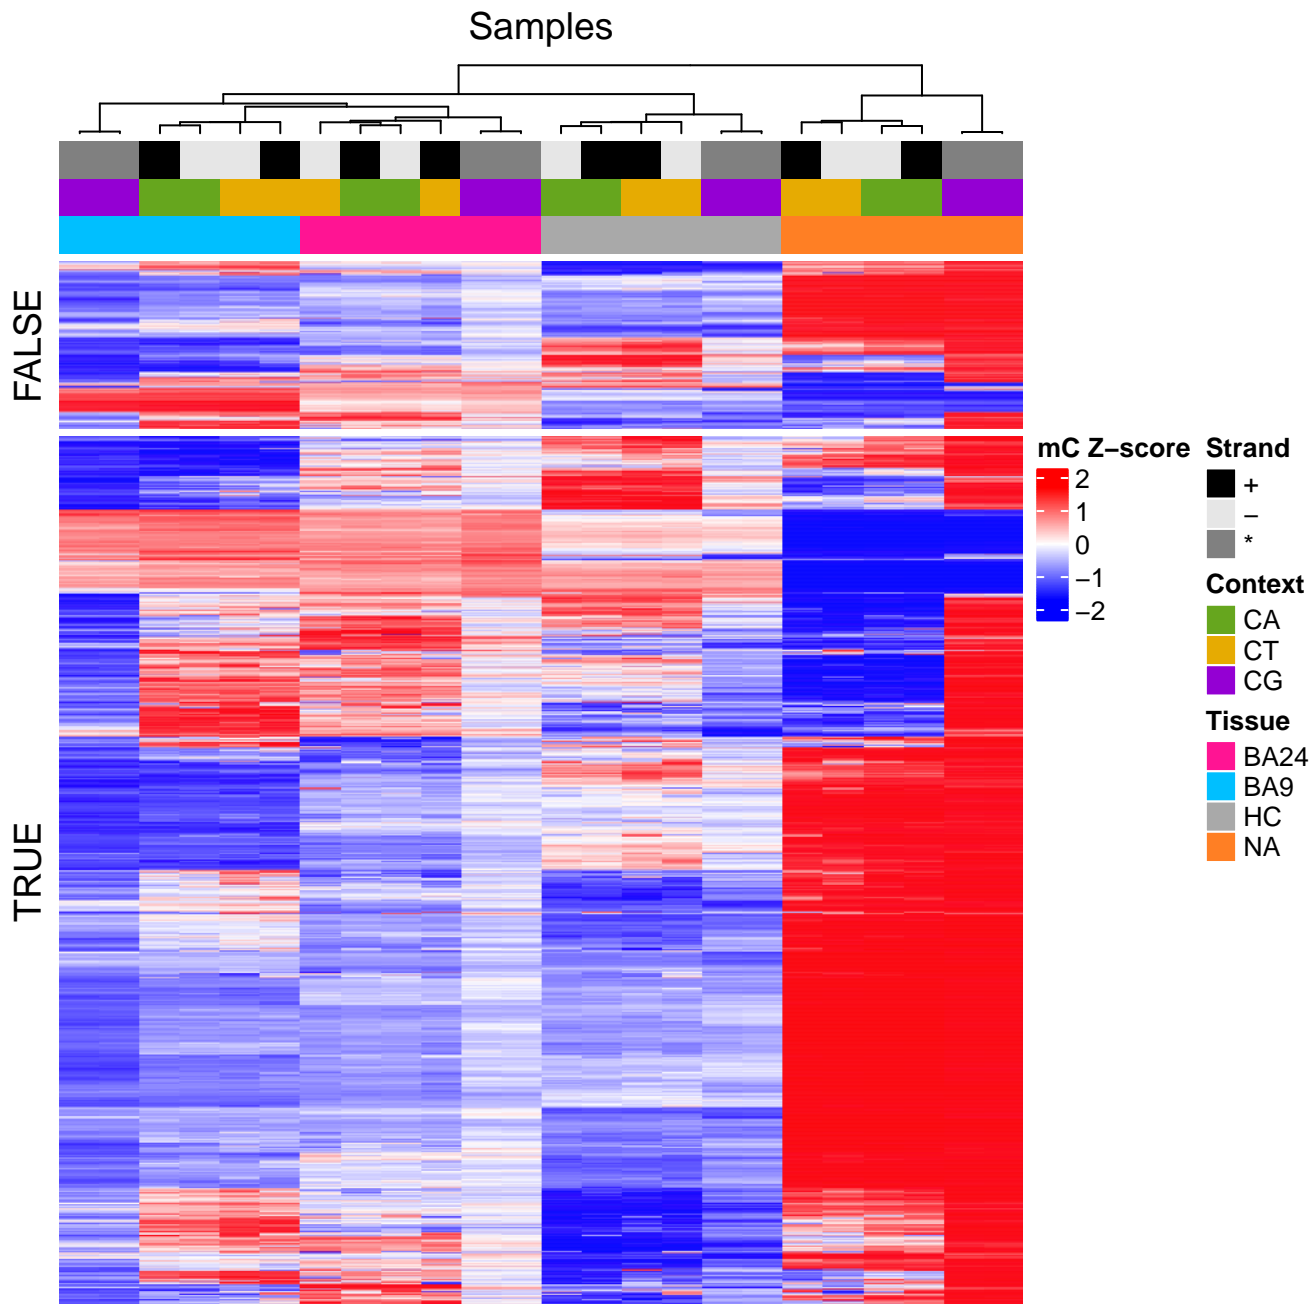 Samples
FALSE
TRUE
mC Z−score
2
1
0
−1
−2
Strand
+
−
*
Context
CA
CT
CG
Tissue
BA24
BA9
HC
NA